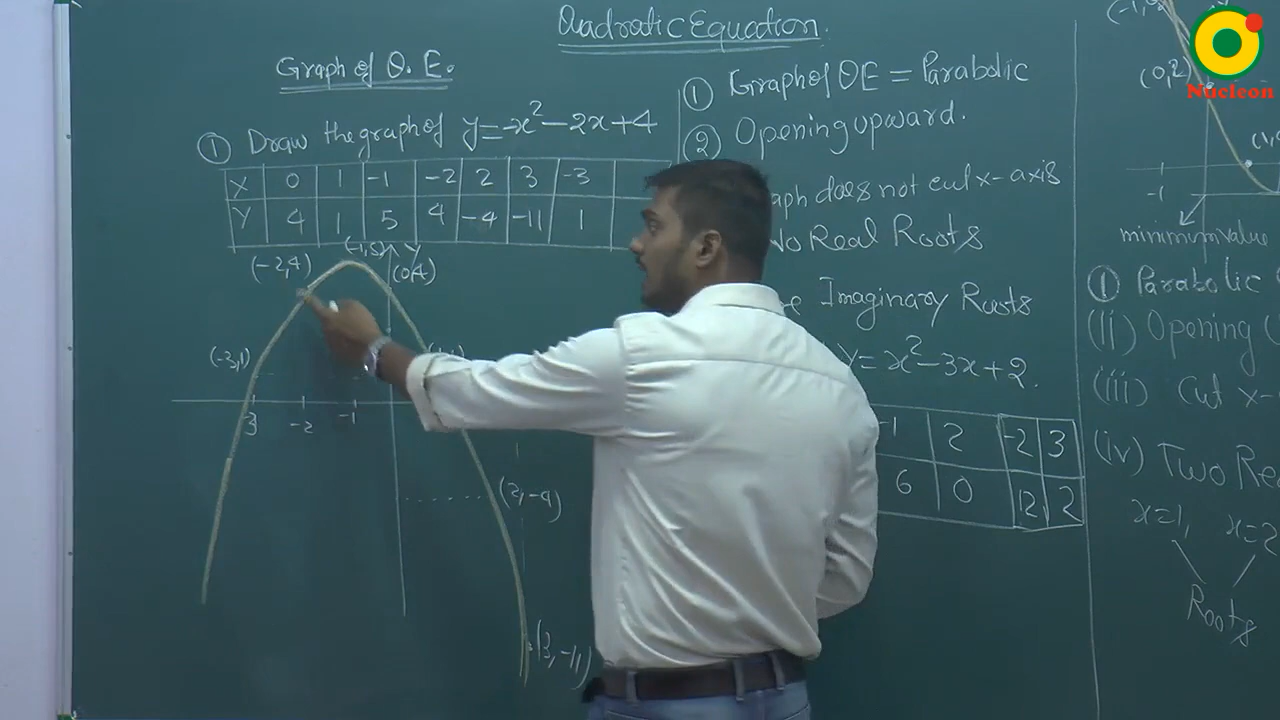 Quadratic Equation.
Graph of Q. E.
① Draw the graph of y=-x²-2x+4
X 0 1 -1 -2 2 3 -3
Y 4 1 5 4 -4 -11 1
(-1,5) Y
(-2,4) (0,4)
(-3,1)
-3 -2 -1
(2,-4)
(3,-11)
① Graph of QE = Parabolic
② Opening upward.
does not cut x-axis
No Real Roots
Imaginary Roots
y=x²-3x+2.
-1 2 -2 3
6 0 12 2
(0,2)
-1
minimum value
① Parabolic
(ii) Opening
(iii) Cut x-
(iv) Two Re
x=1, x=2
Roots
Nucleon